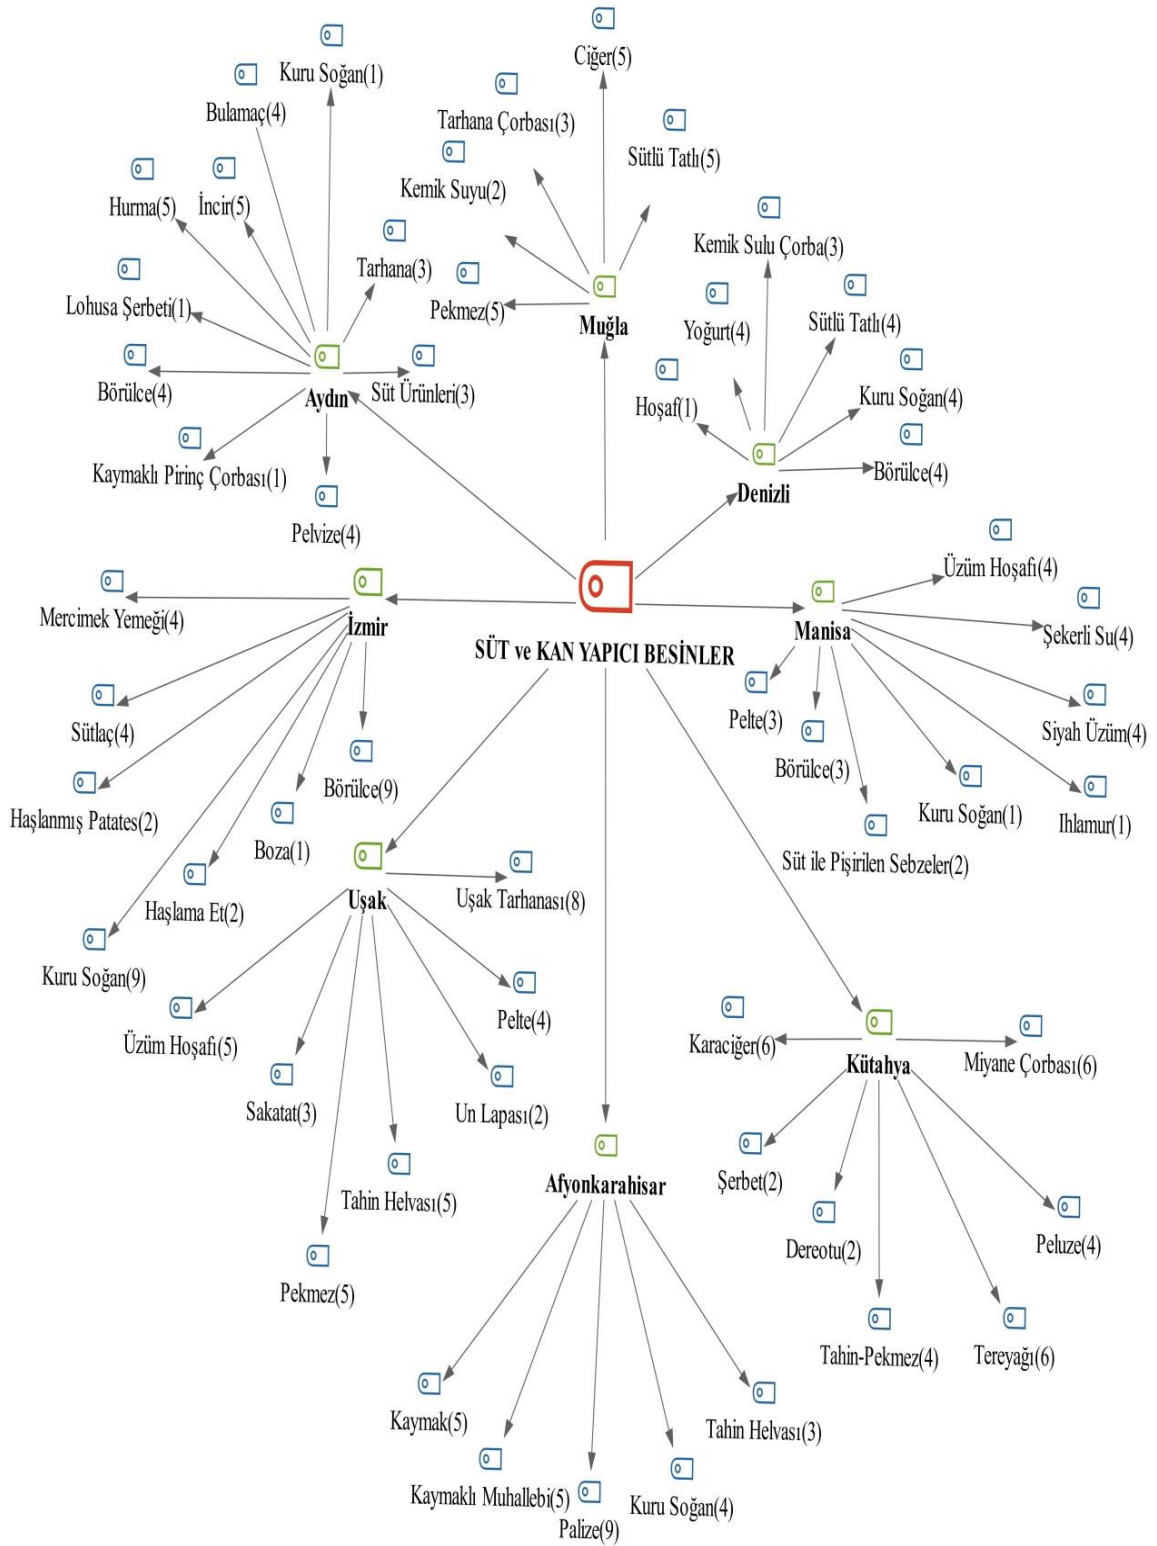 Ciğer(5)
Kuru Soğan(1)
Bulamaç(4)
Tarhana Çorbası(3)
Sütlü Tatlı(5)
Kemik Suyu(2)
Hurma(5)
İncir(5)
Tarhana(3)
Kemik Sulu Çorba(3)
Lohusa Şerbeti(1)
Pekmez(5)
Muğla
Yoğurt(4)
Sütlü Tatlı(4)
Börülce(4)
Aydın
Süt Ürünleri(3)
Hoşaf(1)
Kuru Soğan(4)
Kaymaklı Pirinç Çorbası(1)
Börülce(4)
Denizli
Pelvize(4)
Üzüm Hoşafı(4)
Mercimek Yemeği(4)
İzmir
Manisa
Şekerli Su(4)
SÜT ve KAN YAPICI BESİNLER
Pelte(3)
Sütlaç(4)
Siyah Üzüm(4)
Börülce(3)
Börülce(9)
Haşlanmış Patates(2)
Kuru Soğan(1)
Ihlamur(1)
Boza(1)
Süt ile Pişirilen Sebzeler(2)
Uşak
Uşak Tarhanası(8)
Haşlama Et(2)
Kuru Soğan(9)
Pelte(4)
Üzüm Hoşafı(5)
Karaciğer(6)
Kütahya
Miyane Çorbası(6)
Sakatat(3)
Un Lapası(2)
Afyonkarahisar
Şerbet(2)
Tahin Helvası(5)
Dereotu(2)
Peluze(4)
Pekmez(5)
Tahin-Pekmez(4)
Tereyağı(6)
Kaymak(5)
Tahin Helvası(3)
Kaymaklı Muhallebi(5)
Kuru Soğan(4)
Palize(9)